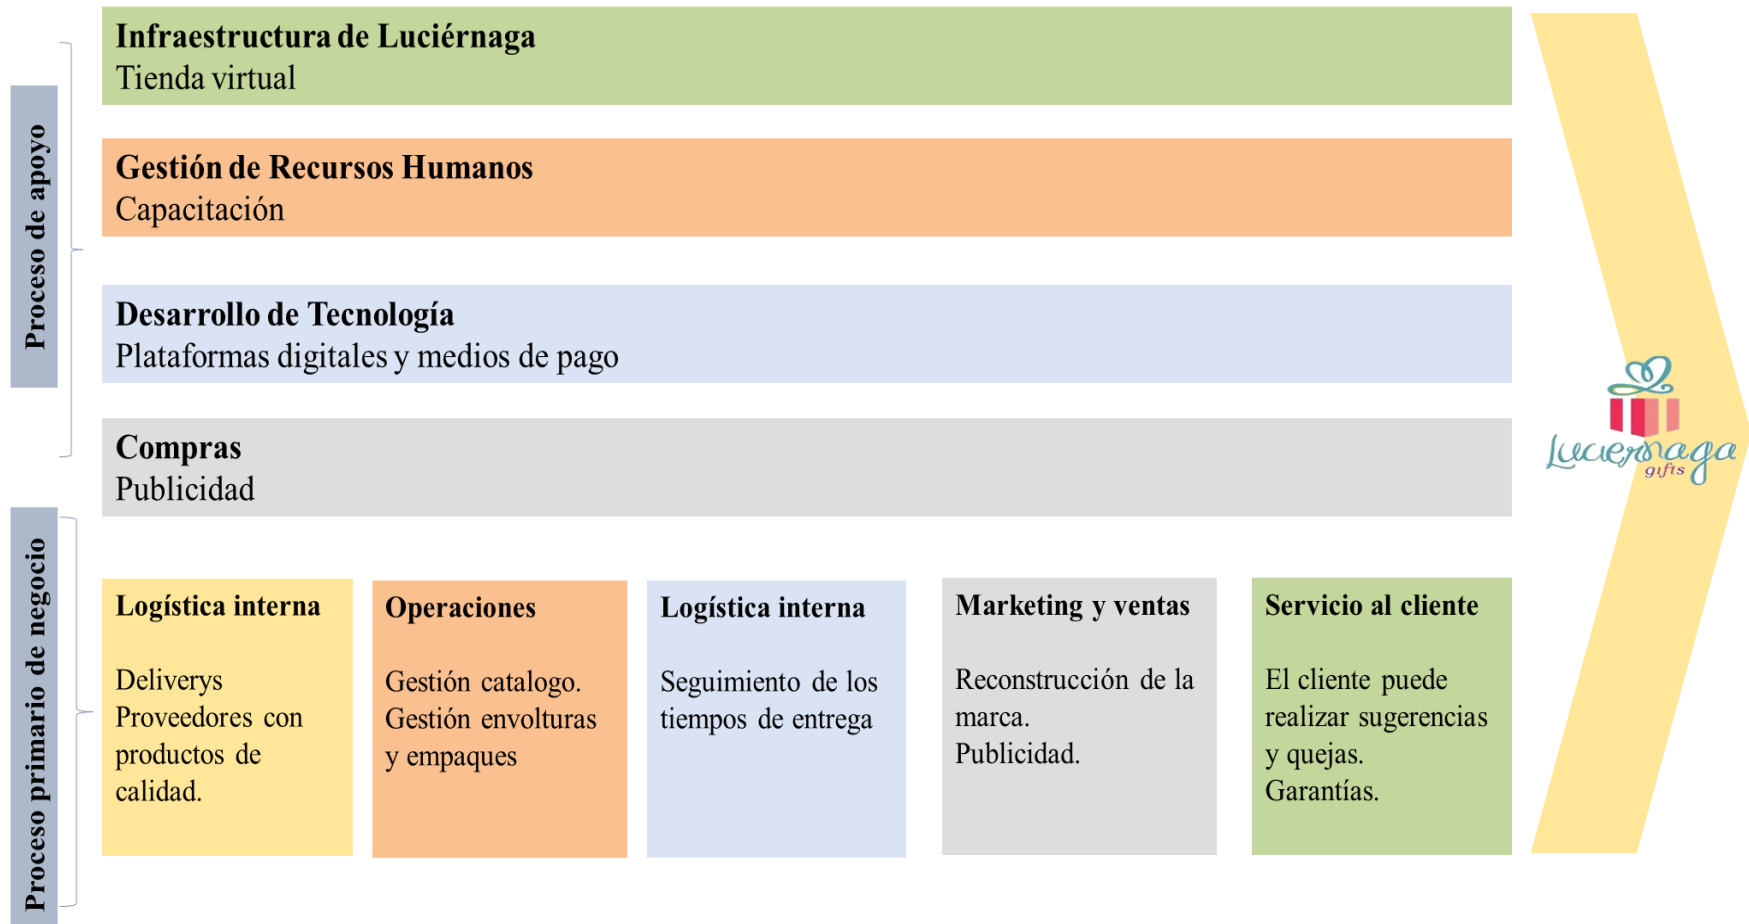 Proceso de apoyo
Infraestructura de Luciérnaga
Tienda virtual
Gestión de Recursos Humanos
Capacitación
Desarrollo de Tecnología
Plataformas digitales y medios de pago
Compras
Publicidad
Luciernaga
gifts
Proceso primario de negocio
Logística interna
Deliverys
Proveedores con
productos de
calidad.
Operaciones
Gestión catalogo.
Gestión envolturas
y empaques
Logística interna
Seguimiento de los
tiempos de entrega
Marketing y ventas
Reconstrucción de la
marca.
Publicidad.
Servicio al cliente
El cliente puede
realizar sugerencias
y quejas.
Garantías.